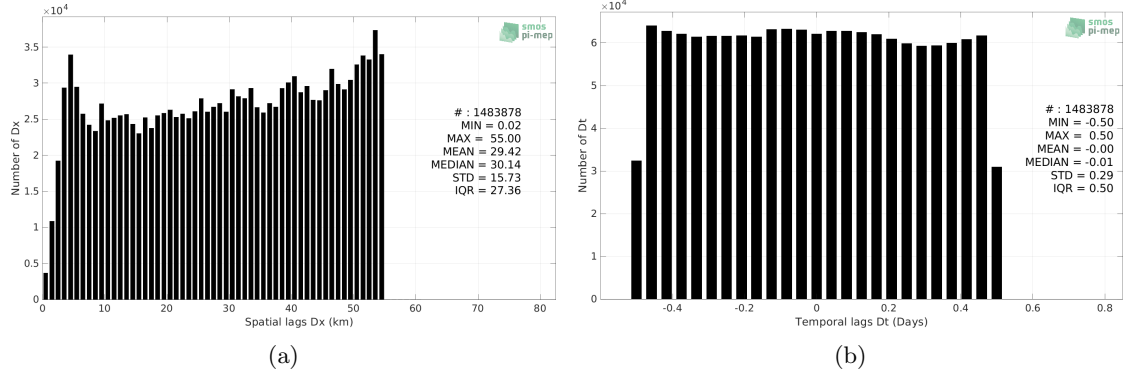 ×10⁴
smos
pi-mep
Number of Dx
3.5
3
2.5
2
1.5
1
0.5
0
# : 1483878
MIN = 0.02
MAX = 55.00
MEAN = 29.42
MEDIAN = 30.14
STD = 15.73
IQR = 27.36
0 10 20 30 40 50 60 70 80
Spatial lags Dx (km)
(a)
×10⁴
smos
pi-mep
Number of Dt
6
5
4
3
2
1
0
# : 1483878
MIN = -0.50
MAX = 0.50
MEAN = -0.00
MEDIAN = -0.01
STD = 0.29
IQR = 0.50
-0.4 -0.2 0 0.2 0.4 0.6 0.8
Temporal lags Dt (Days)
(b)